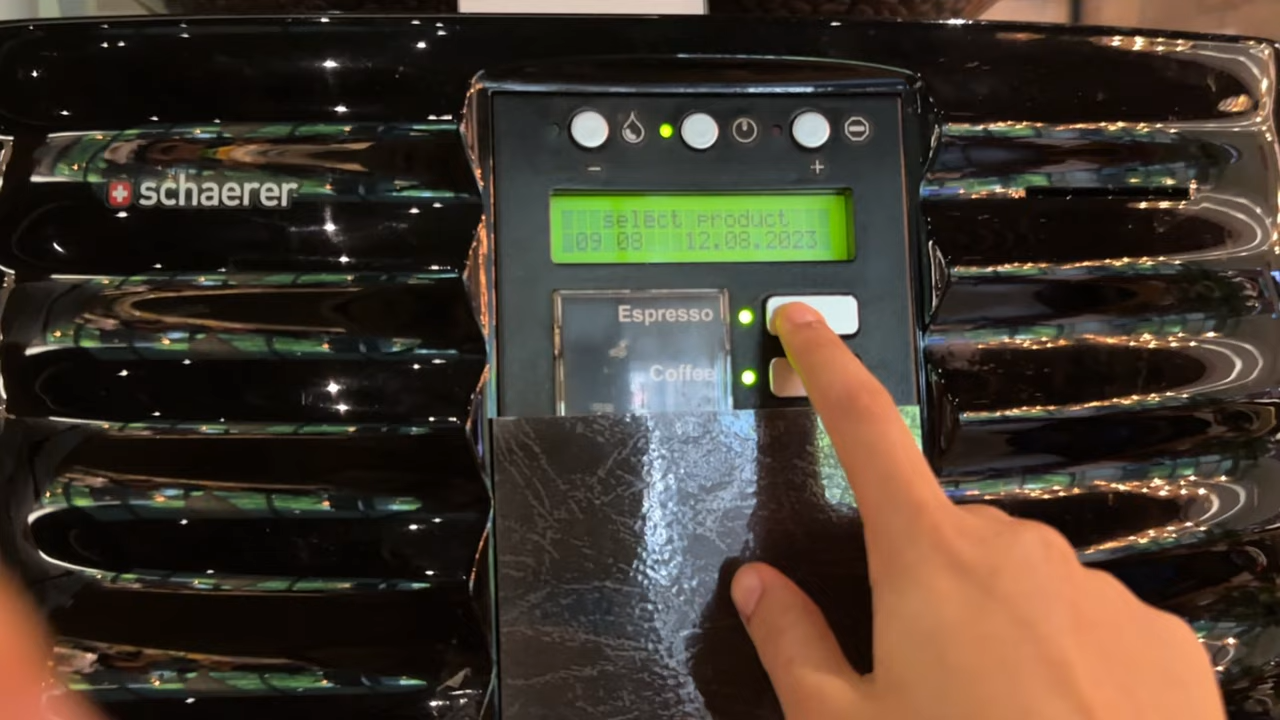 schaerer
− +
select product
09 08 12.08.2023
Espresso
Coffee